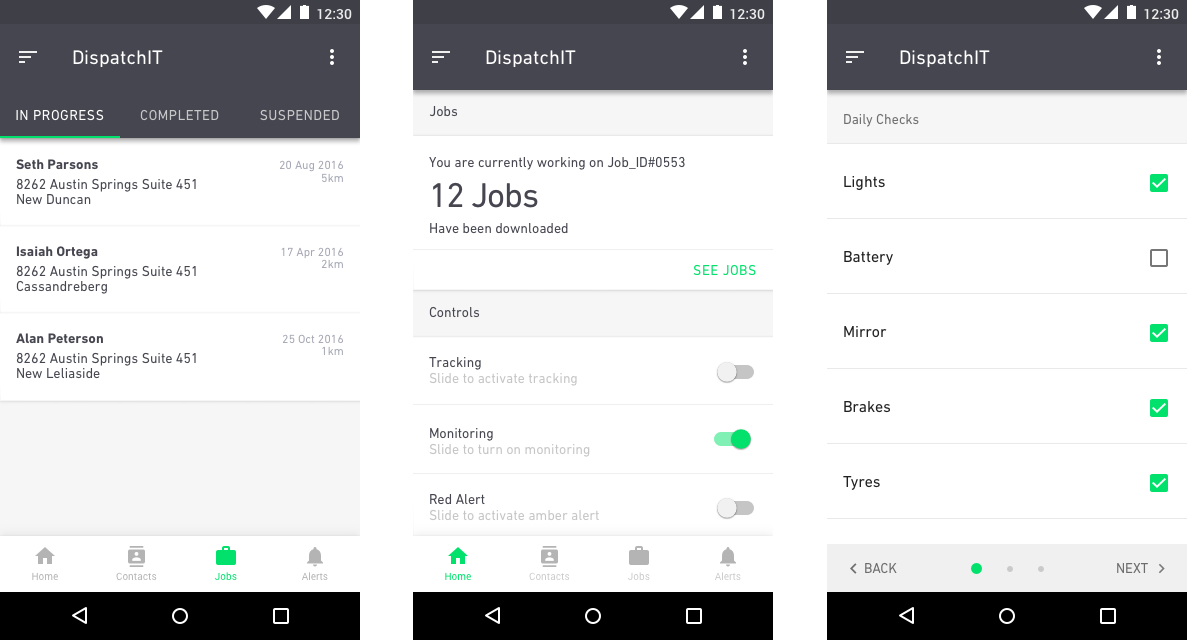 12:30
DispatchIT
IN PROGRESS COMPLETED SUSPENDED
Seth Parsons 20 Aug 2016
8262 Austin Springs Suite 451 5km
New Duncan
Isaiah Ortega 17 Apr 2016
8262 Austin Springs Suite 451 2km
Cassandreberg
Alan Peterson 25 Oct 2016
8262 Austin Springs Suite 451 1km
New Leliaside
Home Contacts Jobs Alerts
12:30
DispatchIT
Jobs
You are currently working on Job_ID#0553
12 Jobs
Have been downloaded
SEE JOBS
Controls
Tracking
Slide to activate tracking
Monitoring
Slide to turn on monitoring
Red Alert
Slide to activate amber alert
Home Contacts Jobs Alerts
12:30
DispatchIT
Daily Checks
Lights
Battery
Mirror
Brakes
Tyres
BACK NEXT